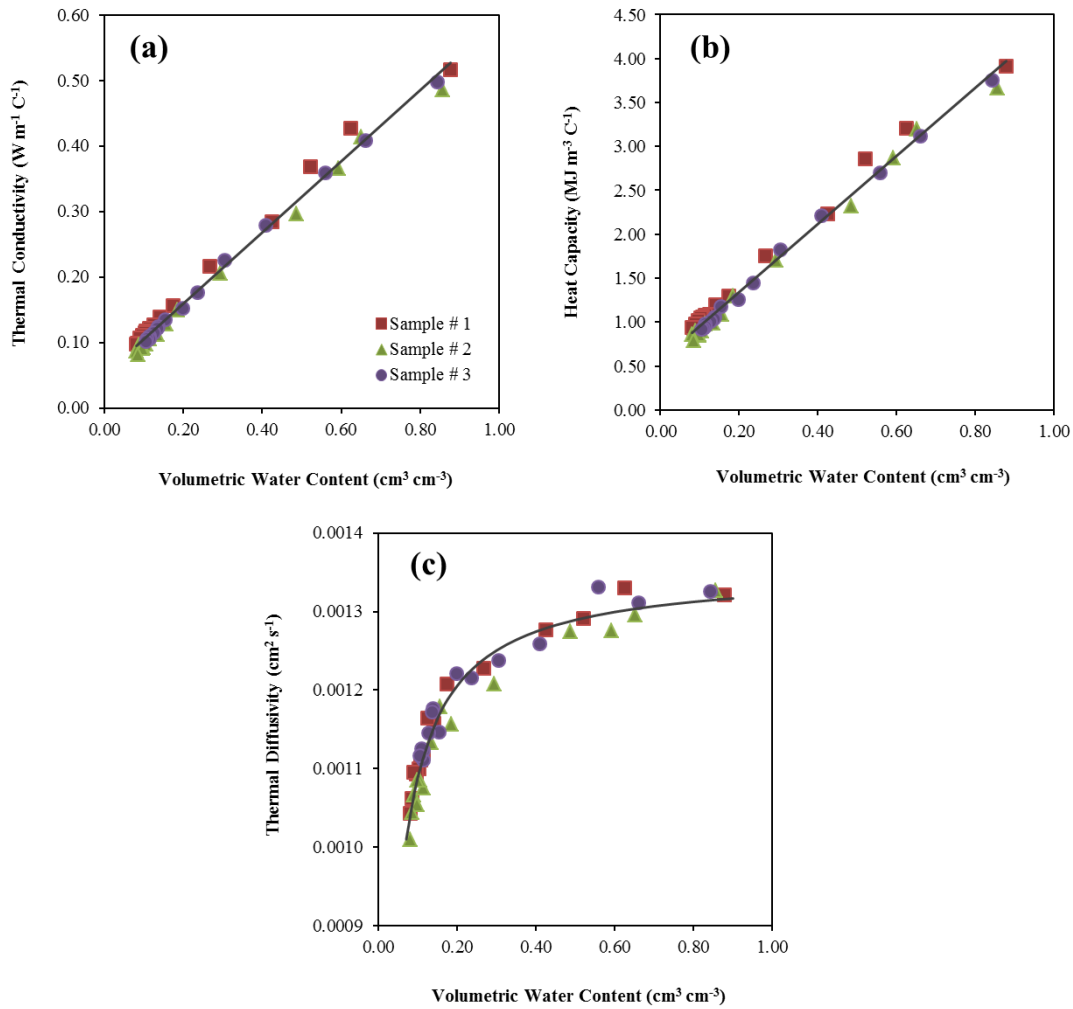 (a)
Thermal Conductivity (W m-1 C-1)
0.60
0.50
0.40
0.30
0.20
0.10
0.00
Sample # 1
Sample # 2
Sample # 3
0.00 0.20 0.40 0.60 0.80 1.00
Volumetric Water Content (cm3 cm-3)
(b)
Heat Capacity (MJ m-3 C-1)
4.50
4.00
3.50
3.00
2.50
2.00
1.50
1.00
0.50
0.00
0.00 0.20 0.40 0.60 0.80 1.00
Volumetric Water Content (cm3 cm-3)
(c)
Thermal Diffusivity (cm2 s-1)
0.0014
0.0013
0.0012
0.0011
0.0010
0.0009
0.00 0.20 0.40 0.60 0.80 1.00
Volumetric Water Content (cm3 cm-3)